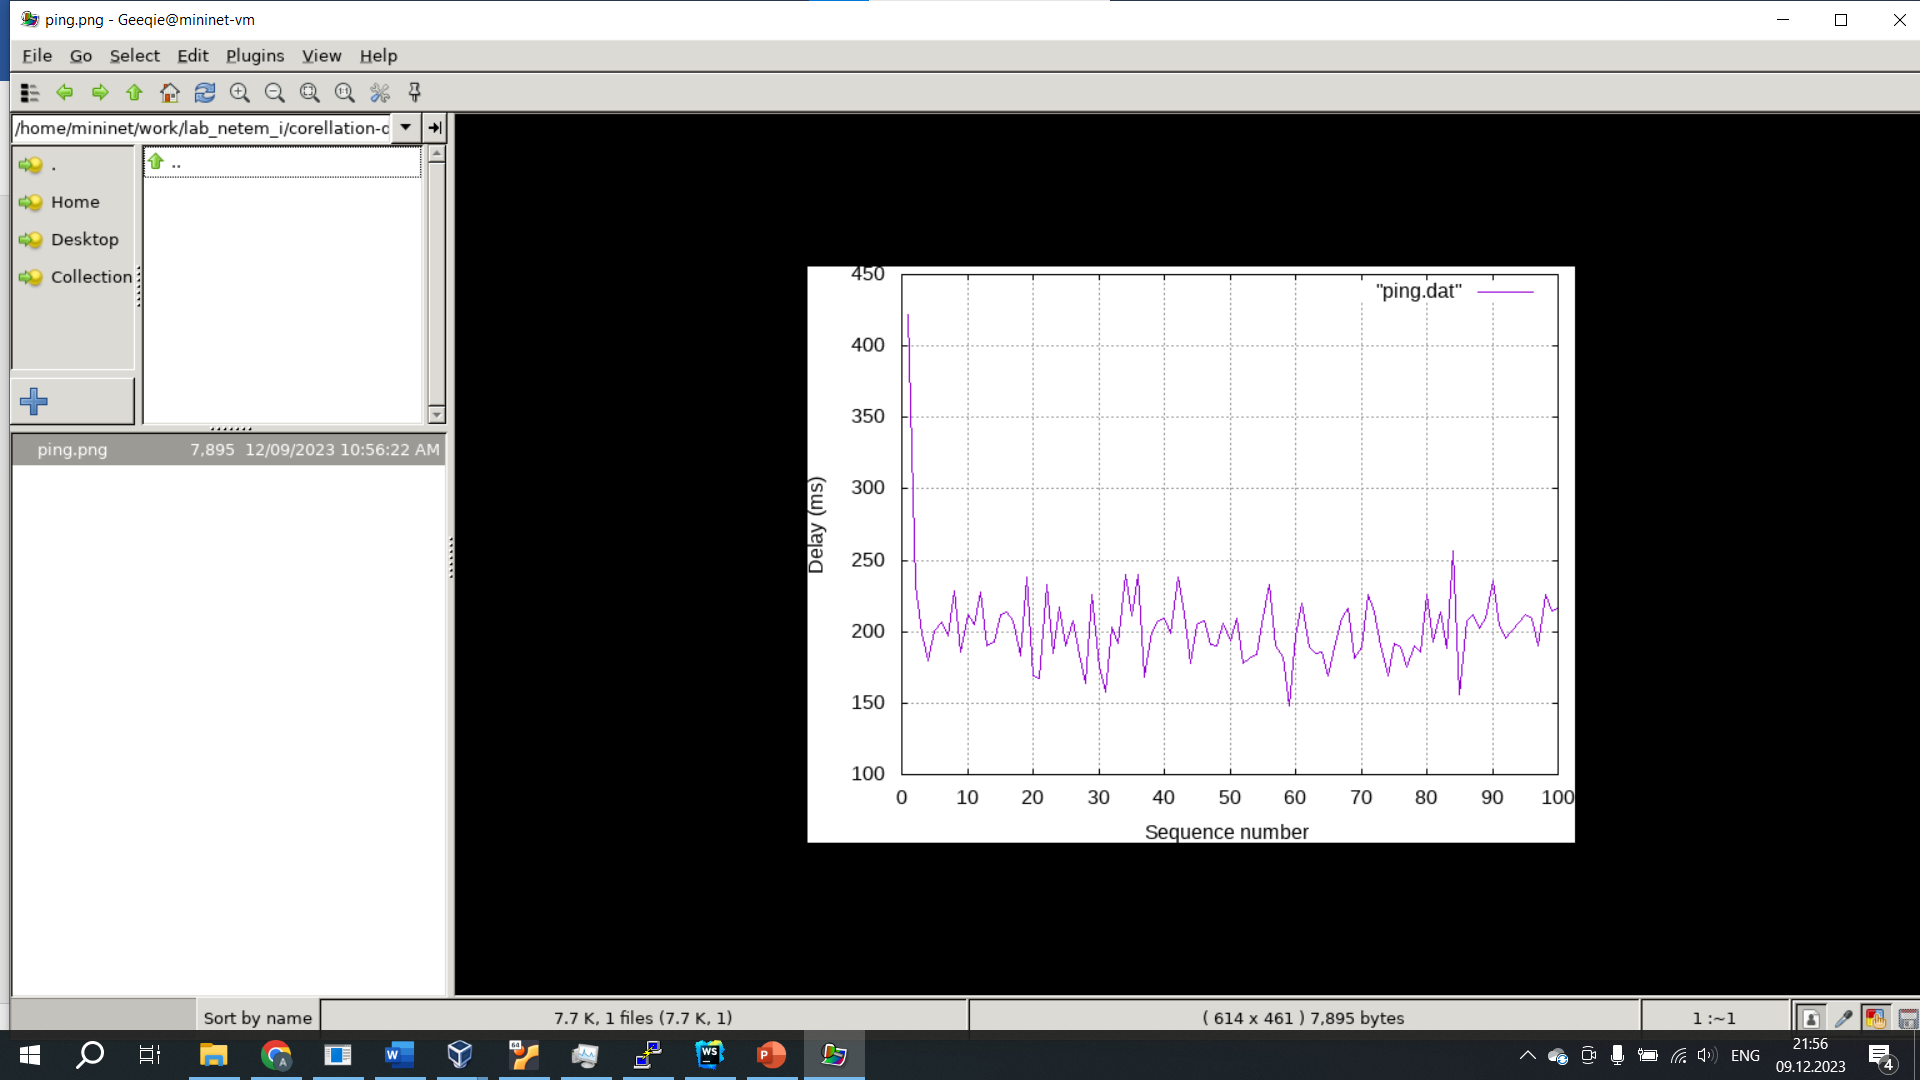 ping.png - Geeqie@mininet-vm
File Go Select Edit Plugins View Help
/home/mininet/work/lab_netem_i/corellation-d
.
Home
Desktop
Collection
..
ping.png 7,895 12/09/2023 10:56:22 AM
"ping.dat"
450
400
350
300
250
200
150
100
Delay (ms)
0 10 20 30 40 50 60 70 80 90 100
Sequence number
Sort by name 7.7 K, 1 files (7.7 K, 1) ( 614 x 461 ) 7,895 bytes 1 :~1
ENG
21:56
09.12.2023
4
W
64
WS
P
A